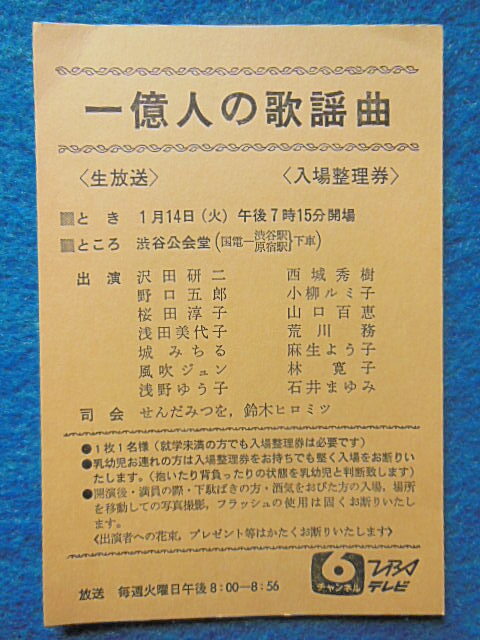 一億人の歌謡曲
〈生放送〉 〈入場整理券〉
とき 1月14日(火) 午後7時15分開場
ところ 渋谷公会堂(国電―渋谷駅 原宿駅}下車)
出演 沢田研二 西城秀樹
野口五郎 小柳ルミ子
桜田淳子 山口百恵
浅田美代子 荒川務
城みちる 麻生よう子
風吹ジュン 林寛子
浅野ゆう子 石井まゆみ
司会 せんだみつを,鈴木ヒロミツ
●1枚1名様(就学未満の方でも入場整理券は必要です)
●乳幼児お連れの方は入場整理券をお持ちでも堅く入場をお断りい
たします。(抱いたり背負ったりの状態を乳幼児と判断致します。)
●開演後・満員の際・下駄ばきの方・酒気をおびた方の入場,場所
を移動しての写真撮影,フラッシュの使用は固くお断りいたしま
す。
〈出演者への花束,プレゼント等はかたくお断りいたします〉
放送 毎週火曜日午後8:00―8:56
6 チャンネル TBS テレビ